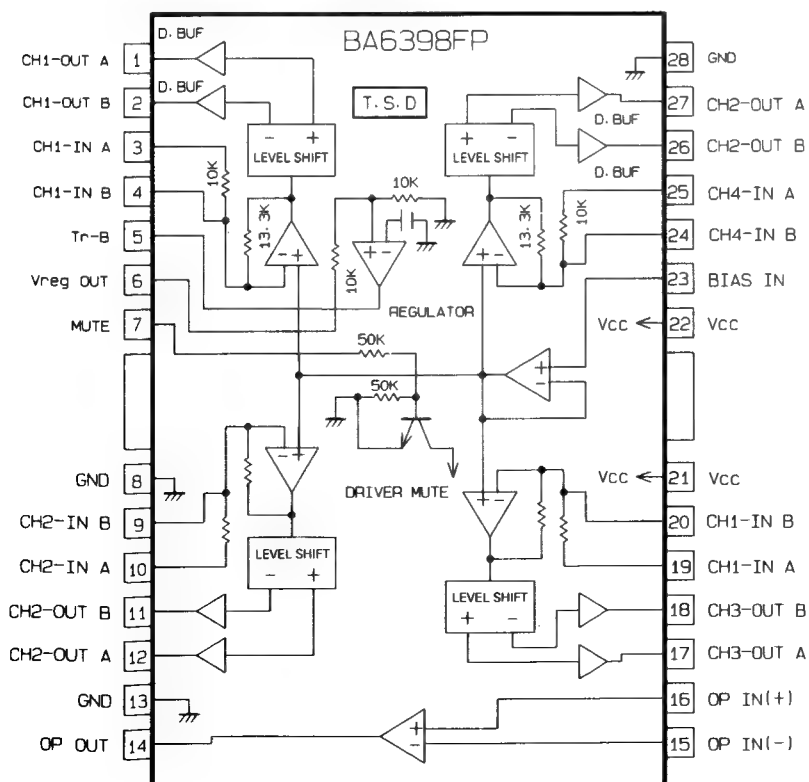 BA6398FP
T.S.D
D.BUF
CH1-OUT A 1
D.BUF
CH1-OUT B 2
CH1-IN A 3
CH1-IN B 4
Tr-B 5
Vreg OUT 6
MUTE 7
GND 8
CH2-IN B 9
CH2-IN A 10
CH2-OUT B 11
CH2-OUT A 12
GND 13
OP OUT 14
- +
LEVEL SHIFT
10K
13.3K
- +
10K
+ -
10K
REGULATOR
50K
50K
DRIVER MUTE
- +
LEVEL SHIFT
- +
28 GND
27 CH2-OUT A
D.BUF
26 CH2-OUT B
D.BUF
25 CH4-IN A
24 CH4-IN B
23 BIAS IN
Vcc 22 Vcc
Vcc 21 Vcc
20 CH1-IN B
19 CH1-IN A
18 CH3-OUT B
17 CH3-OUT A
16 OP IN(+)
15 OP IN(-)
+ -
LEVEL SHIFT
13.3K
10K
+ -
+
-
+ -
LEVEL SHIFT
+ -
+
-